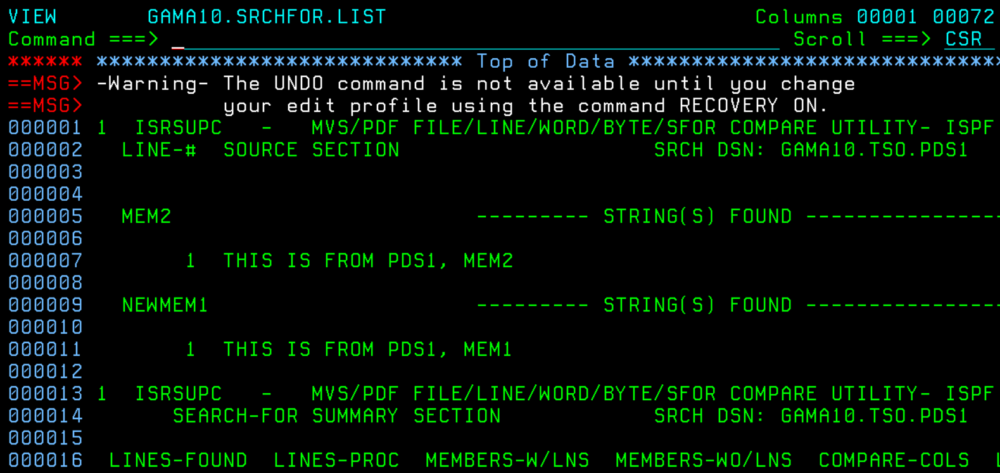 VIEW       GAMA10.SRCHFOR.LIST                             Columns 00001 00072
Command ===> _                                                Scroll ===> CSR
****** ***************************** Top of Data ******************************
==MSG> -Warning- The UNDO command is not available until you change
==MSG>           your edit profile using the command RECOVERY ON.
000001 1  ISRSUPC   -   MVS/PDF FILE/LINE/WORD/BYTE/SFOR COMPARE UTILITY- ISPF
000002   LINE-#  SOURCE SECTION                    SRCH DSN: GAMA10.TSO.PDS1
000003
000004
000005   MEM2                        --------- STRING(S) FOUND ----------------
000006
000007        1  THIS IS FROM PDS1, MEM2
000008
000009   NEWMEM1                     --------- STRING(S) FOUND ----------------
000010
000011        1  THIS IS FROM PDS1, MEM1
000012
000013 1  ISRSUPC   -   MVS/PDF FILE/LINE/WORD/BYTE/SFOR COMPARE UTILITY- ISPF
000014       SEARCH-FOR SUMMARY SECTION            SRCH DSN: GAMA10.TSO.PDS1
000015
000016  LINES-FOUND  LINES-PROC  MEMBERS-W/LNS  MEMBERS-WO/LNS  COMPARE-COLS